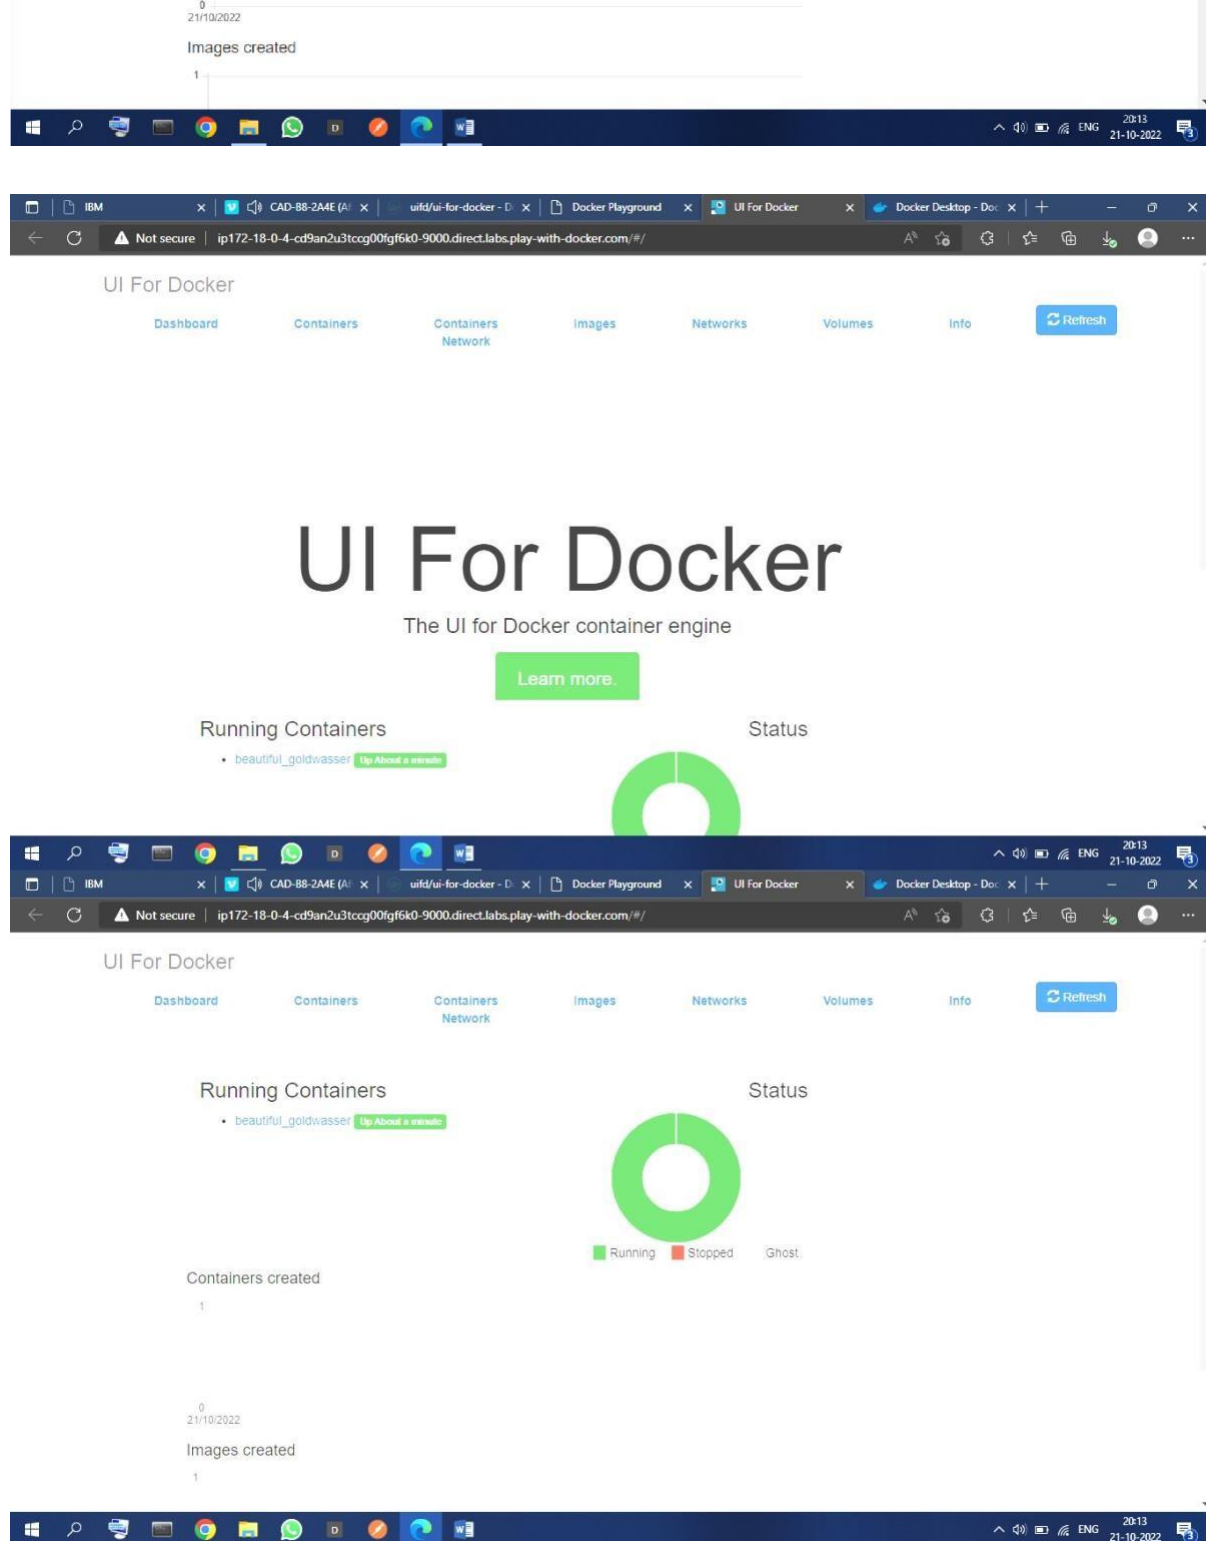 0
21/10/2022
Images created
1
D
ENG
20:13
21-10-2022
3
IBM
CAD-BB-2A4E (Af
uifd/ui-for-docker - D
Docker Playground
UI For Docker
Docker Desktop - Doc
Not secure
ip172-18-0-4-cd9an2u3tccg00fgf6k0-9000.direct.labs.play-with-docker.com/#/
UI For Docker
Dashboard
Containers
Containers
Network
Images
Networks
Volumes
Info
Refresh
UI For Docker
The UI for Docker container engine
Learn more.
Running Containers
Status
beautiful_goldwasser Up About a minute
D
ENG
20:13
21-10-2022
3
IBM
CAD-BB-2A4E (Af
uifd/ui-for-docker - D
Docker Playground
UI For Docker
Docker Desktop - Doc
Not secure
ip172-18-0-4-cd9an2u3tccg00fgf6k0-9000.direct.labs.play-with-docker.com/#/
UI For Docker
Dashboard
Containers
Containers
Network
Images
Networks
Volumes
Info
Refresh
Running Containers
Status
beautiful_goldwasser Up About a minute
Running
Stopped
Ghost
Containers created
1
0
21/10/2022
Images created
1
D
ENG
20:13
21-10-2022
3